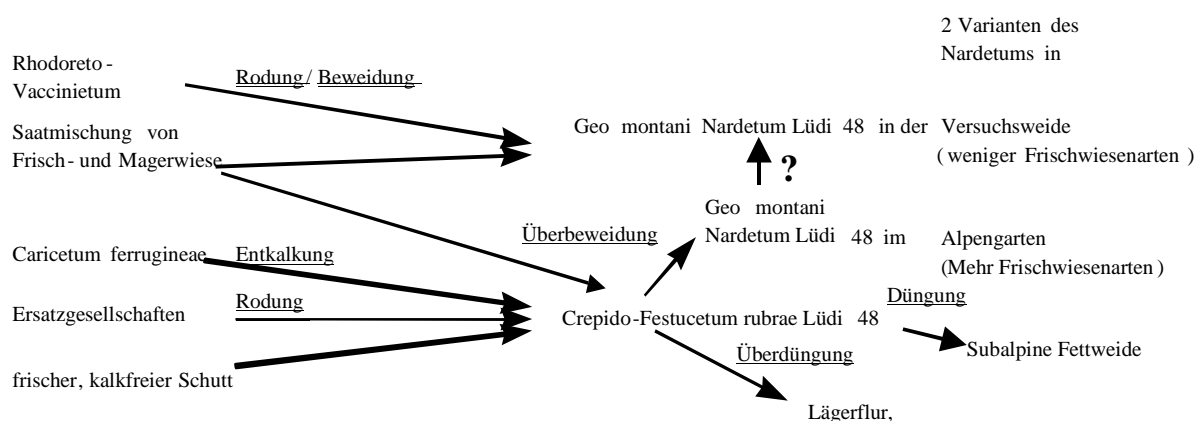 2 Varianten des
Nardetums in
Rhodoreto-
Vaccinietum
Rodung/ Beweidung
Saatmischung von
Frisch- und Magerwiese
Geo montani Nardetum Lüdi 48 in der Versuchsweide
(weniger Frischwiesenarten)
?
Geo montani
Nardetum Lüdi 48 im Alpengarten
(Mehr Frischwiesenarten)
Überbeweidung
Caricetum ferrugineae
Entkalkung
Düngung
Ersatzgesellschaften
Rodung
Crepido-Festucetum rubrae Lüdi 48
Subalpine Fettweide
Überdüngung
frischer, kalkfreier Schutt
Lägerflur,